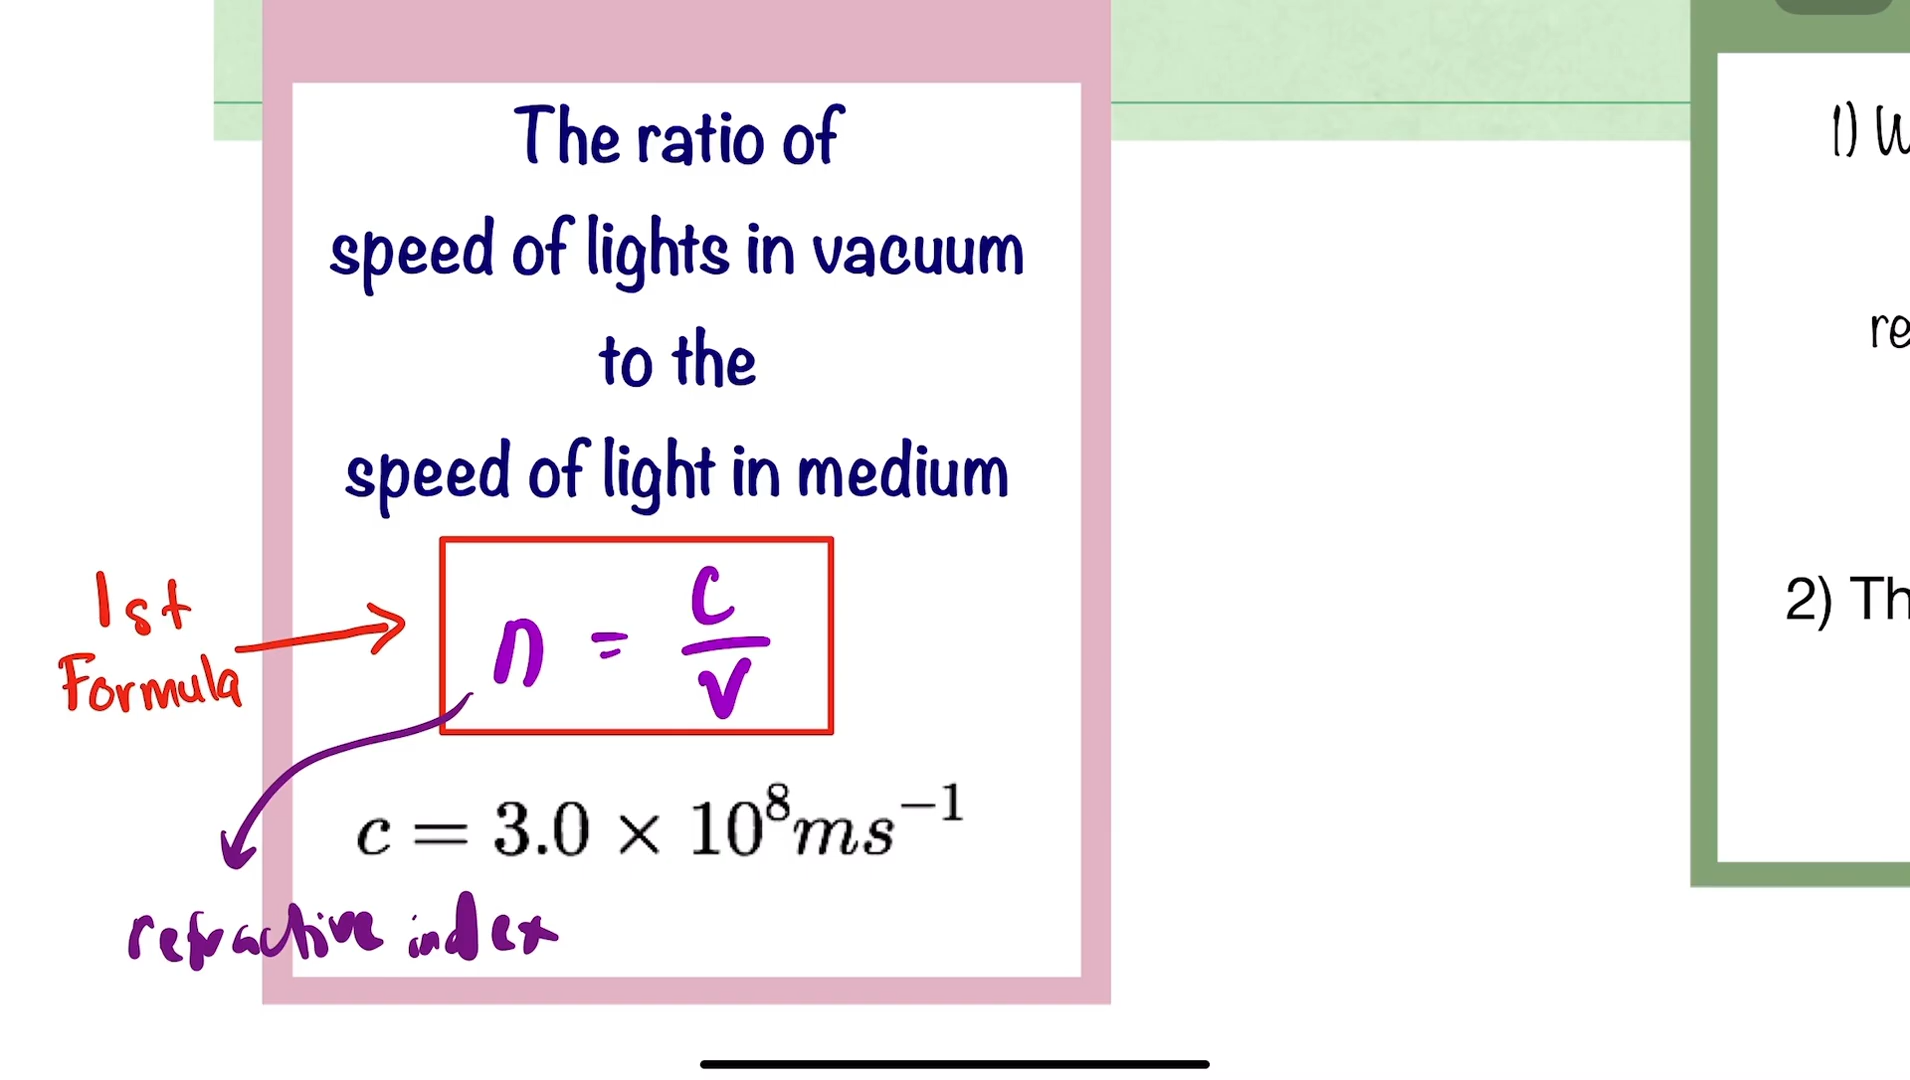 The ratio of
speed of lights in vacuum
to the
speed of light in medium
1st
Formula
n = c/v
c = 3.0 × 10⁸ms⁻¹
refractive index
1) W
re
2) Th